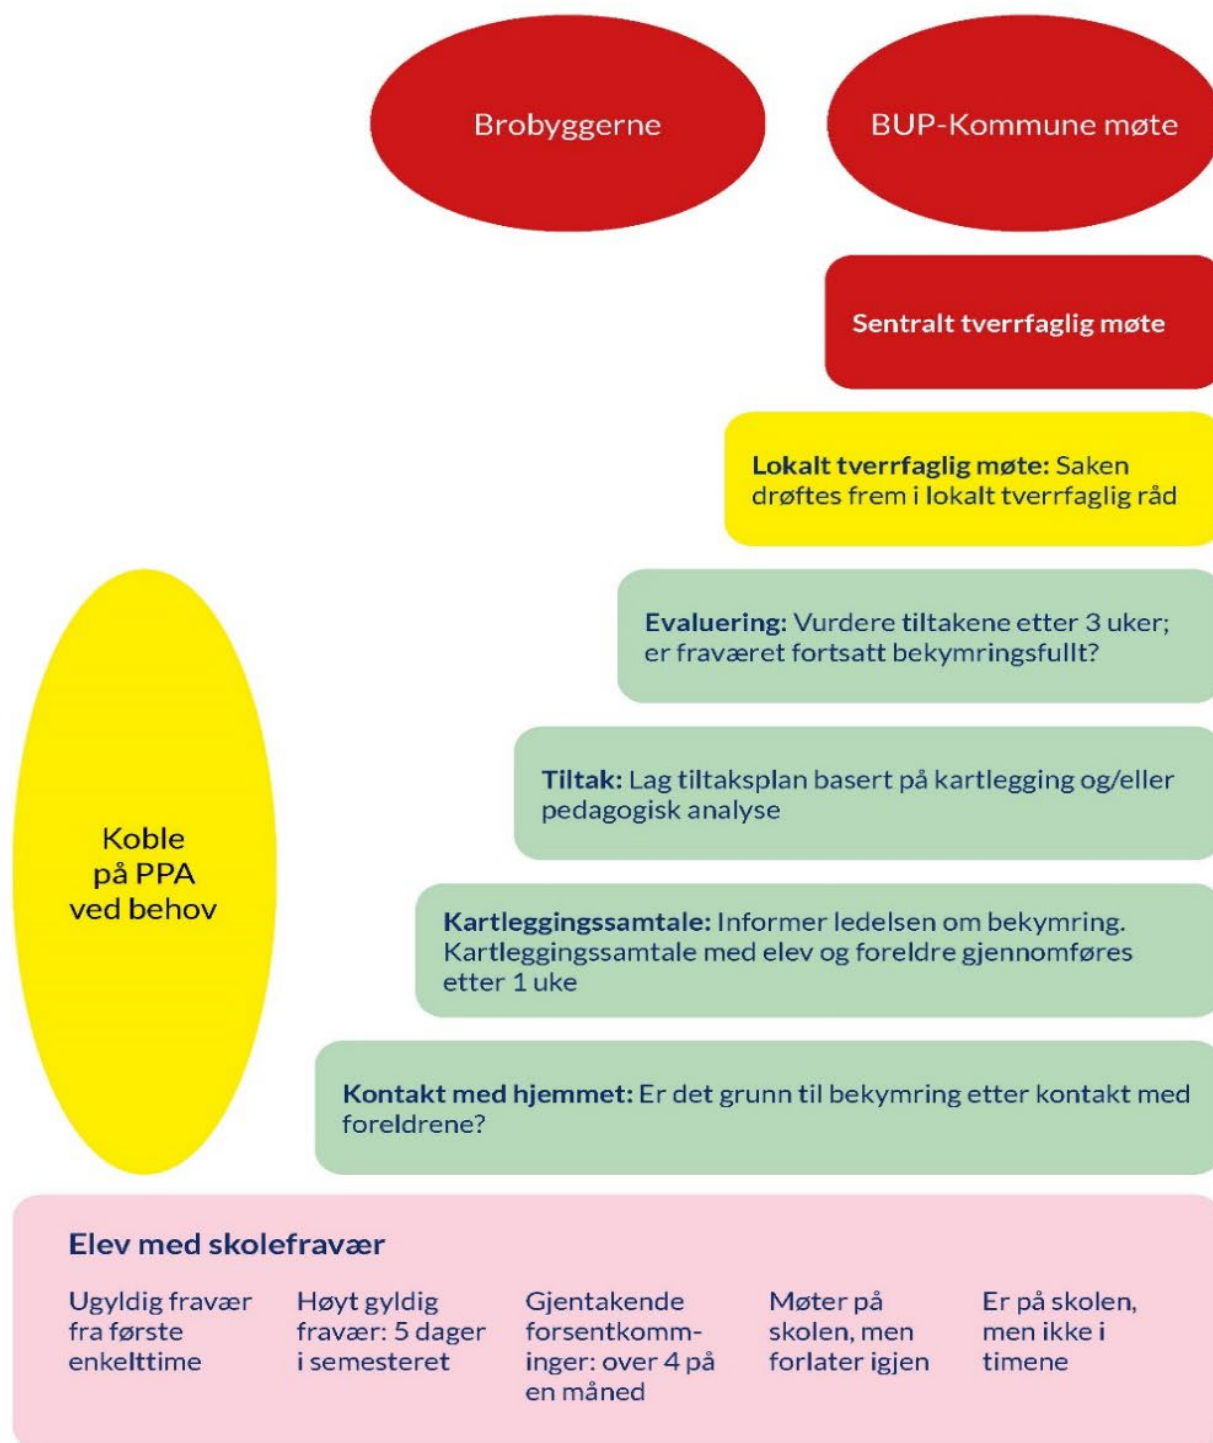 Brobyggerne
BUP-Kommune møte
Sentralt tverrfaglig møte
Lokalt tverrfaglig møte: Saken
drøftes frem i lokalt tverrfaglig råd
Evaluering: Vurdere tiltakene etter 3 uker;
er fraværet fortsatt bekymringsfullt?
Tiltak: Lag tiltaksplan basert på kartlegging og/eller
pedagogisk analyse
Koble
på PPA
ved behov
Kartleggingssamtale: Informer ledelsen om bekymring.
Kartleggingssamtale med elev og foreldre gjennomføres
etter 1 uke
Kontakt med hjemmet: Er det grunn til bekymring etter kontakt med
foreldrene?
Elev med skolefravær
Ugyldig fravær
fra første
enkelttime
Høyt gyldig
fravær: 5 dager
i semesteret
Gjentakende
forsentkomm-
inger: over 4 på
en måned
Møter på
skolen, men
forlater igjen
Er på skolen,
men ikke i
timene